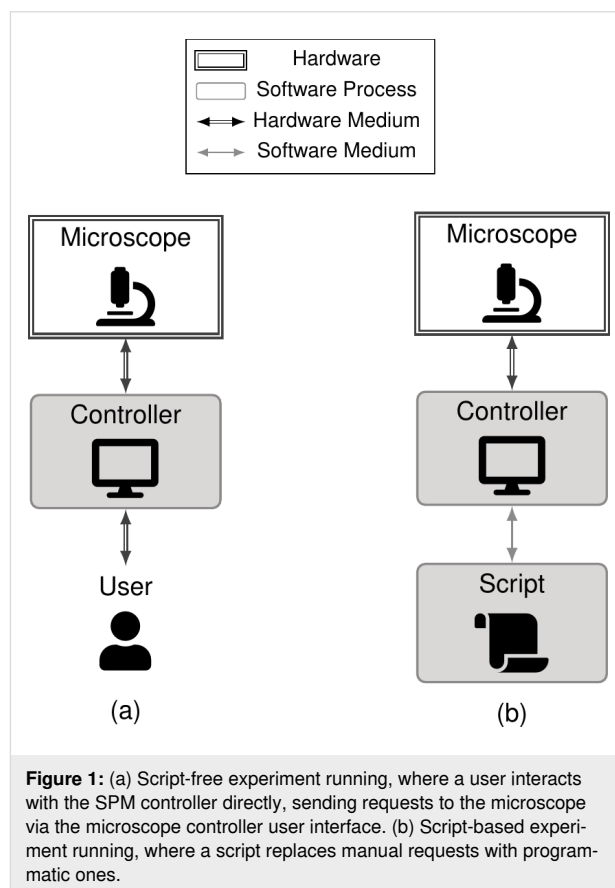 Hardware
Software Process
Hardware Medium
Software Medium
Microscope
Controller
User
(a)
Microscope
Controller
Script
(b)
Figure 1: (a) Script-free experiment running, where a user interacts
with the SPM controller directly, sending requests to the microscope
via the microscope controller user interface. (b) Script-based experi-
ment running, where a script replaces manual requests with program-
matic ones.